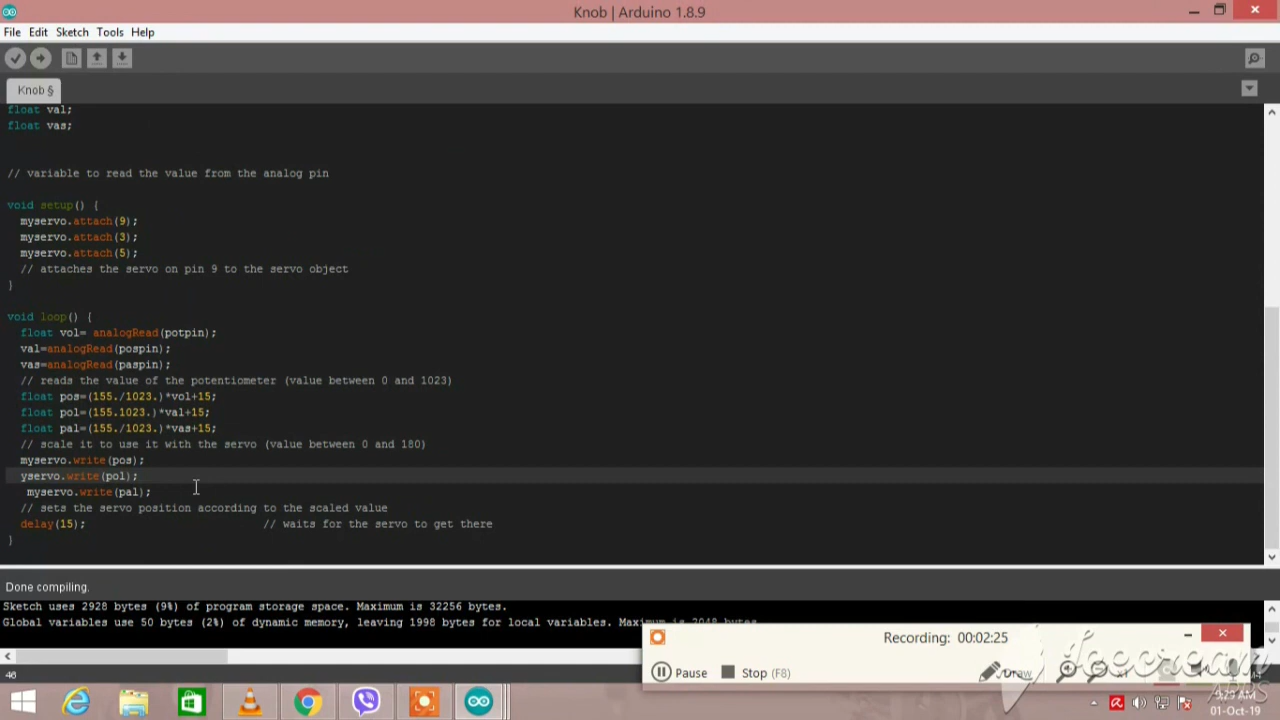 Knob | Arduino 1.8.9
File Edit Sketch Tools Help
Knob §
float val;
float vas;
// variable to read the value from the analog pin
void setup() {
myservo.attach(9);
myservo.attach(3);
myservo.attach(5);
// attaches the servo on pin 9 to the servo object
}
void loop() {
float vol= analogRead(potpin);
val=analogRead(pospin);
vas=analogRead(paspin);
// reads the value of the potentiometer (value between 0 and 1023)
float pos=(155./1023.)*vol+15;
float pol=(155.1023.)*val+15;
float pal=(155./1023.)*vas+15;
// scale it to use it with the servo (value between 0 and 180)
myservo.write(pos);
yservo.write(pol);
myservo.write(pal);
// sets the servo position according to the scaled value
delay(15); // waits for the servo to get there
}
Done compiling.
Sketch uses 2928 bytes (9%) of program storage space. Maximum is 32256 bytes.
Global variables use 50 bytes (2%) of dynamic memory, leaving 1998 bytes for local variables. Maximum is 2048 bytes.
Recording: 00:02:25
Pause Stop (F8) Draw
Icecream
APPS
01-Oct-19